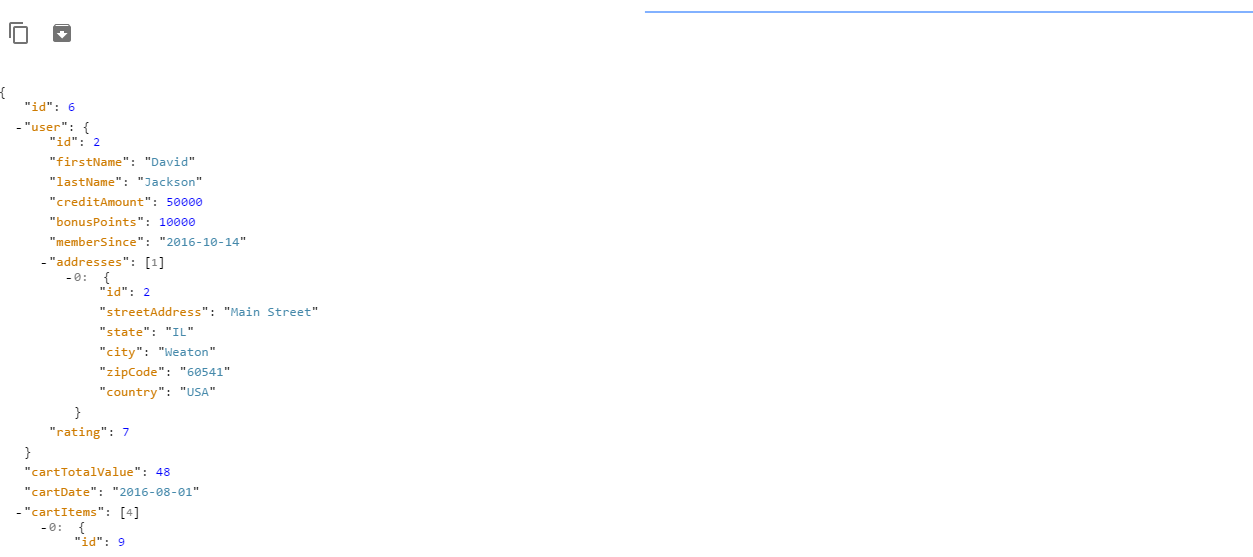 {
"id": 6
-"user": {
"id": 2
"firstName": "David"
"lastName": "Jackson"
"creditAmount": 50000
"bonusPoints": 10000
"memberSince": "2016-10-14"
-"addresses": [1]
-0: {
"id": 2
"streetAddress": "Main Street"
"state": "IL"
"city": "Weaton"
"zipCode": "60541"
"country": "USA"
}
"rating": 7
}
"cartTotalValue": 48
"cartDate": "2016-08-01"
-"cartItems": [4]
-0: {
"id": 9